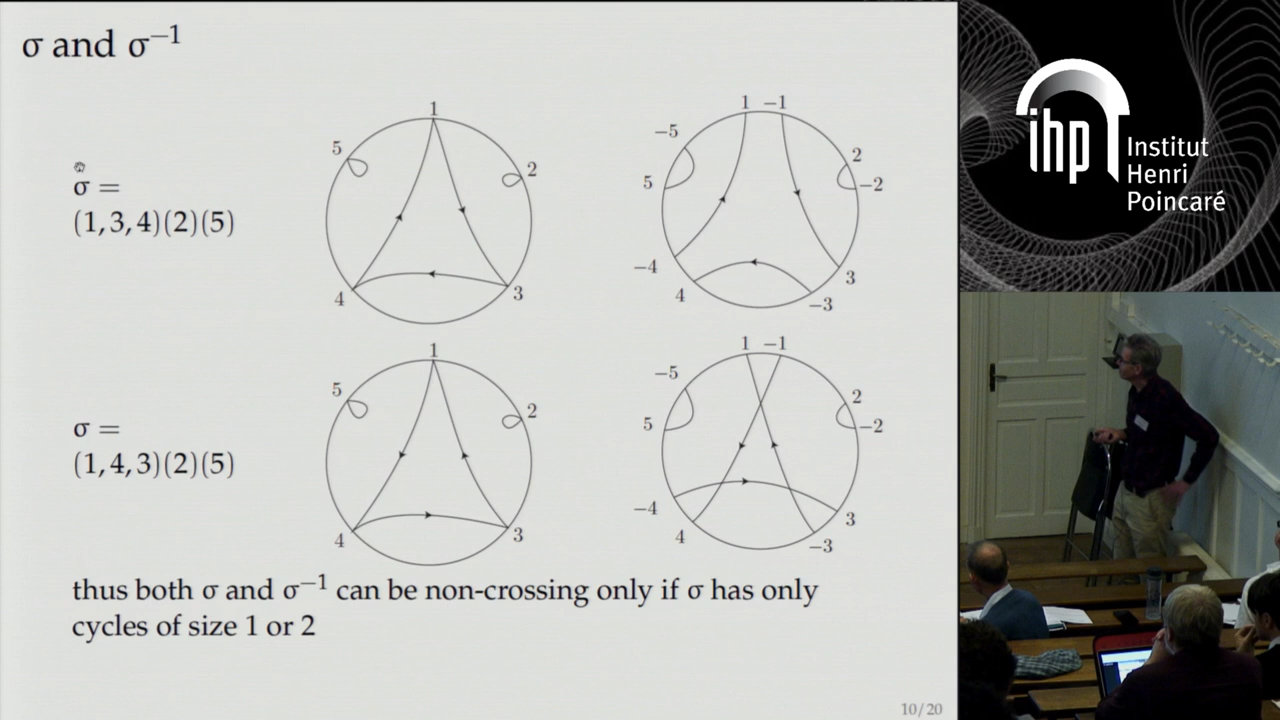 σ and σ⁻¹
σ =
(1, 3, 4)(2)(5)
1
5
2
4
3
1 −1
−5
2
5
−2
−4
3
4
−3
σ =
(1, 4, 3)(2)(5)
1
5
2
4
3
1 −1
−5
2
5
−2
−4
3
4
−3
thus both σ and σ⁻¹ can be non-crossing only if σ has only
cycles of size 1 or 2
10/20
ihp
Institut
Henri
Poincaré